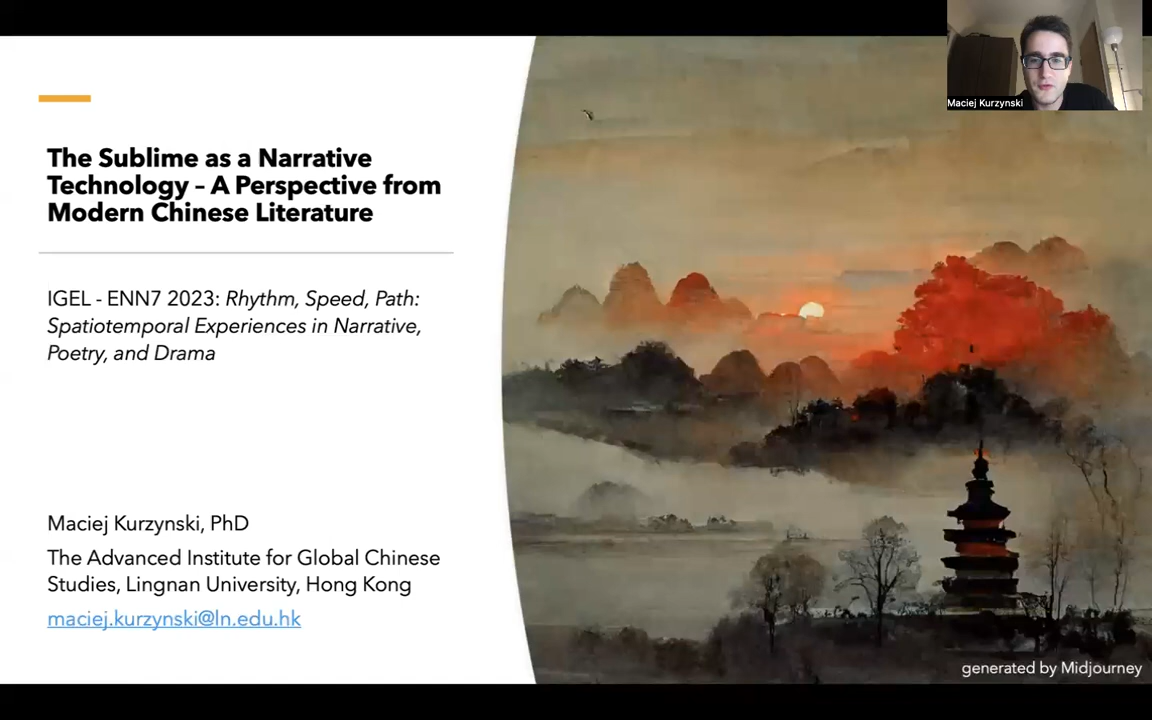 Maciej Kurzynski
The Sublime as a Narrative
Technology – A Perspective from
Modern Chinese Literature
IGEL - ENN7 2023: Rhythm, Speed, Path:
Spatiotemporal Experiences in Narrative,
Poetry, and Drama
Maciej Kurzynski, PhD
The Advanced Institute for Global Chinese
Studies, Lingnan University, Hong Kong
maciej.kurzynski@ln.edu.hk
generated by Midjourney